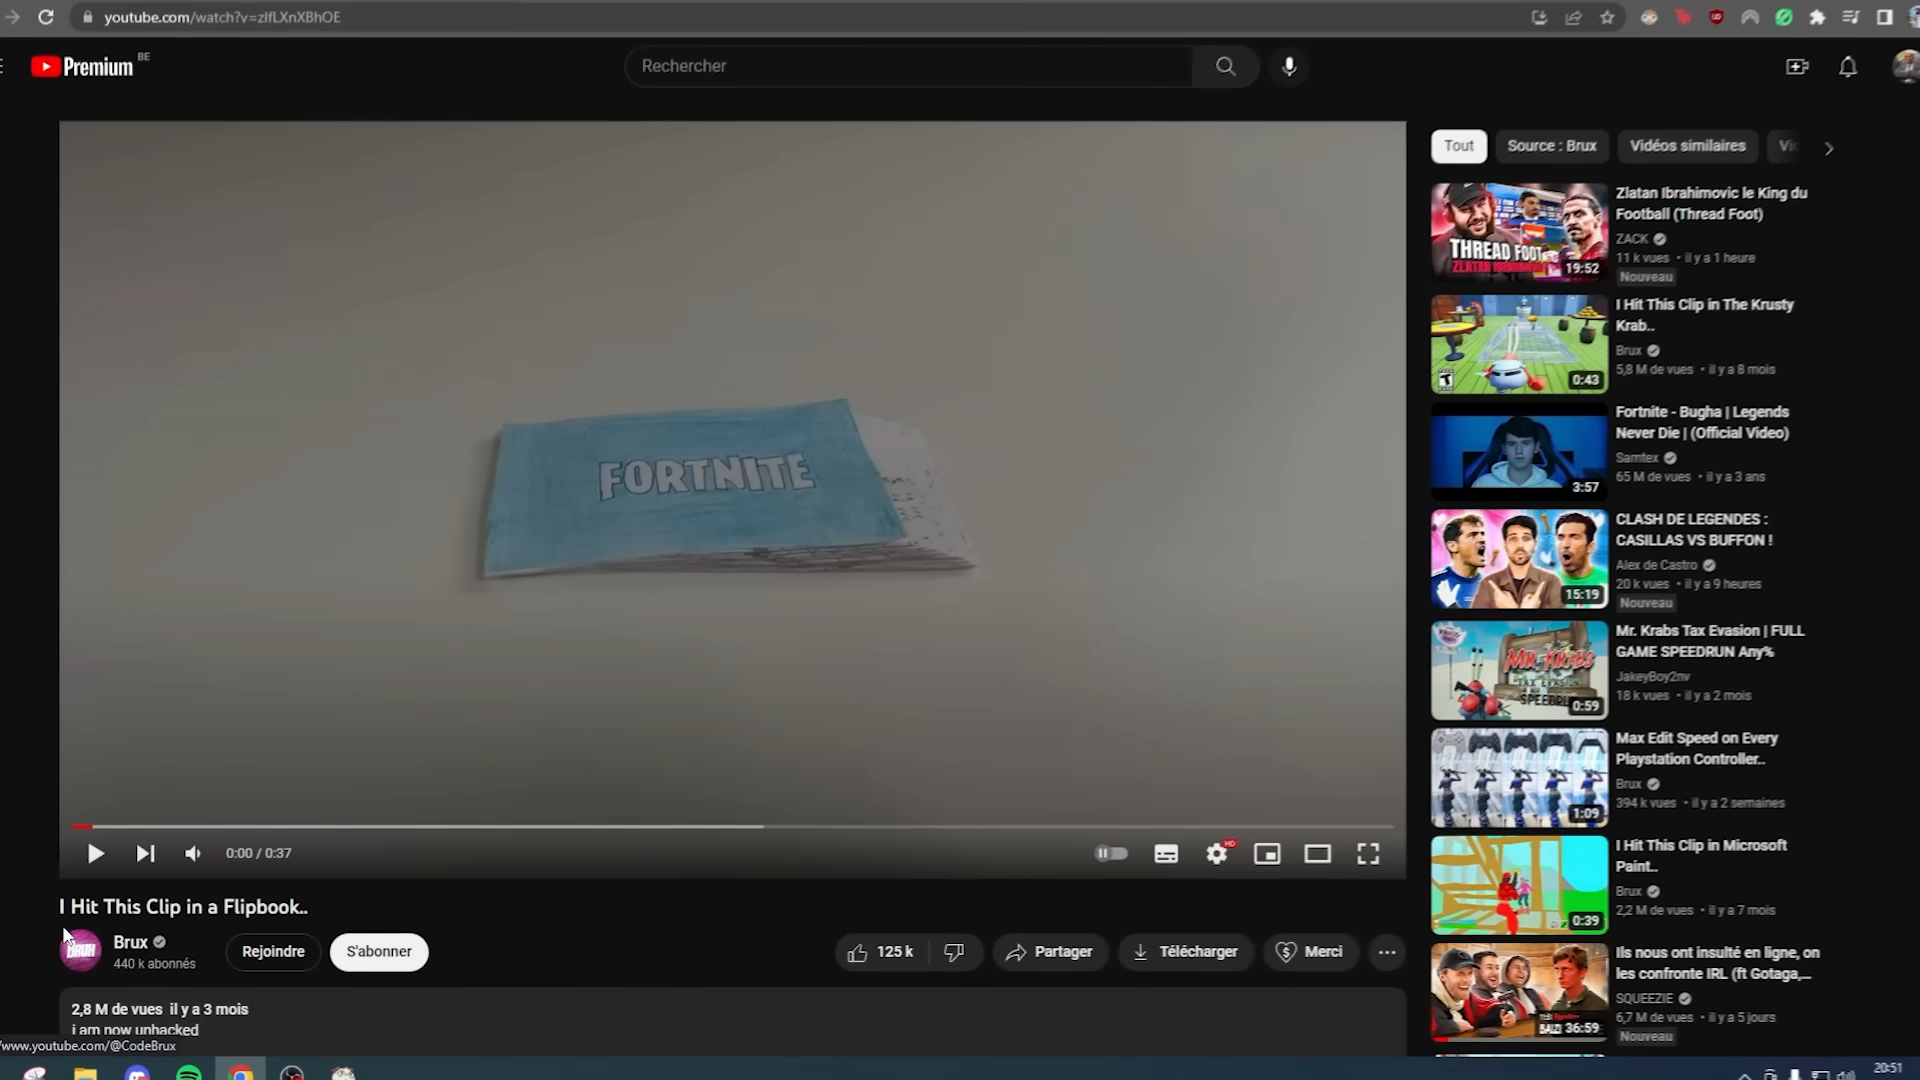 youtube.com/watch?v=zlfLXnXBhOE
Premium BE
Rechercher
FORTNITE
0:00 / 0:37
HD
I Hit This Clip in a Flipbook..
BRUX
Brux
440 k abonnés
Rejoindre
S'abonner
125 k
Partager
Télécharger
Merci
2,8 M de vues il y a 3 mois
i am now unhacked
/www.youtube.com/@CodeBrux
Tout
Source : Brux
Vidéos similaires
THREAD FOOT
19:52
Zlatan Ibrahimovic le King du
Football (Thread Foot)
ZACK
11 k vues • il y a 1 heure
Nouveau
0:43
I Hit This Clip in The Krusty
Krab..
Brux
5,8 M de vues • il y a 8 mois
3:57
Fortnite - Bugha | Legends
Never Die | (Official Video)
Samtex
65 M de vues • il y a 3 ans
15:19
CLASH DE LEGENDES :
CASILLAS VS BUFFON !
Alex de Castro
20 k vues • il y a 9 heures
Nouveau
MR. KRABS
TAX EVASION
SPEEDRUN
0:59
Mr. Krabs Tax Evasion | FULL
GAME SPEEDRUN Any%
JakeyBoy2nv
18 k vues • il y a 2 mois
1:09
Max Edit Speed on Every
Playstation Controller..
Brux
394 k vues • il y a 2 semaines
0:39
I Hit This Clip in Microsoft
Paint..
Brux
2,2 M de vues • il y a 7 mois
36:59
Ils nous ont insulté en ligne, on
les confronte IRL (ft Gotaga,...
SQUEEZIE
6,7 M de vues • il y a 5 jours
Nouveau
20:51